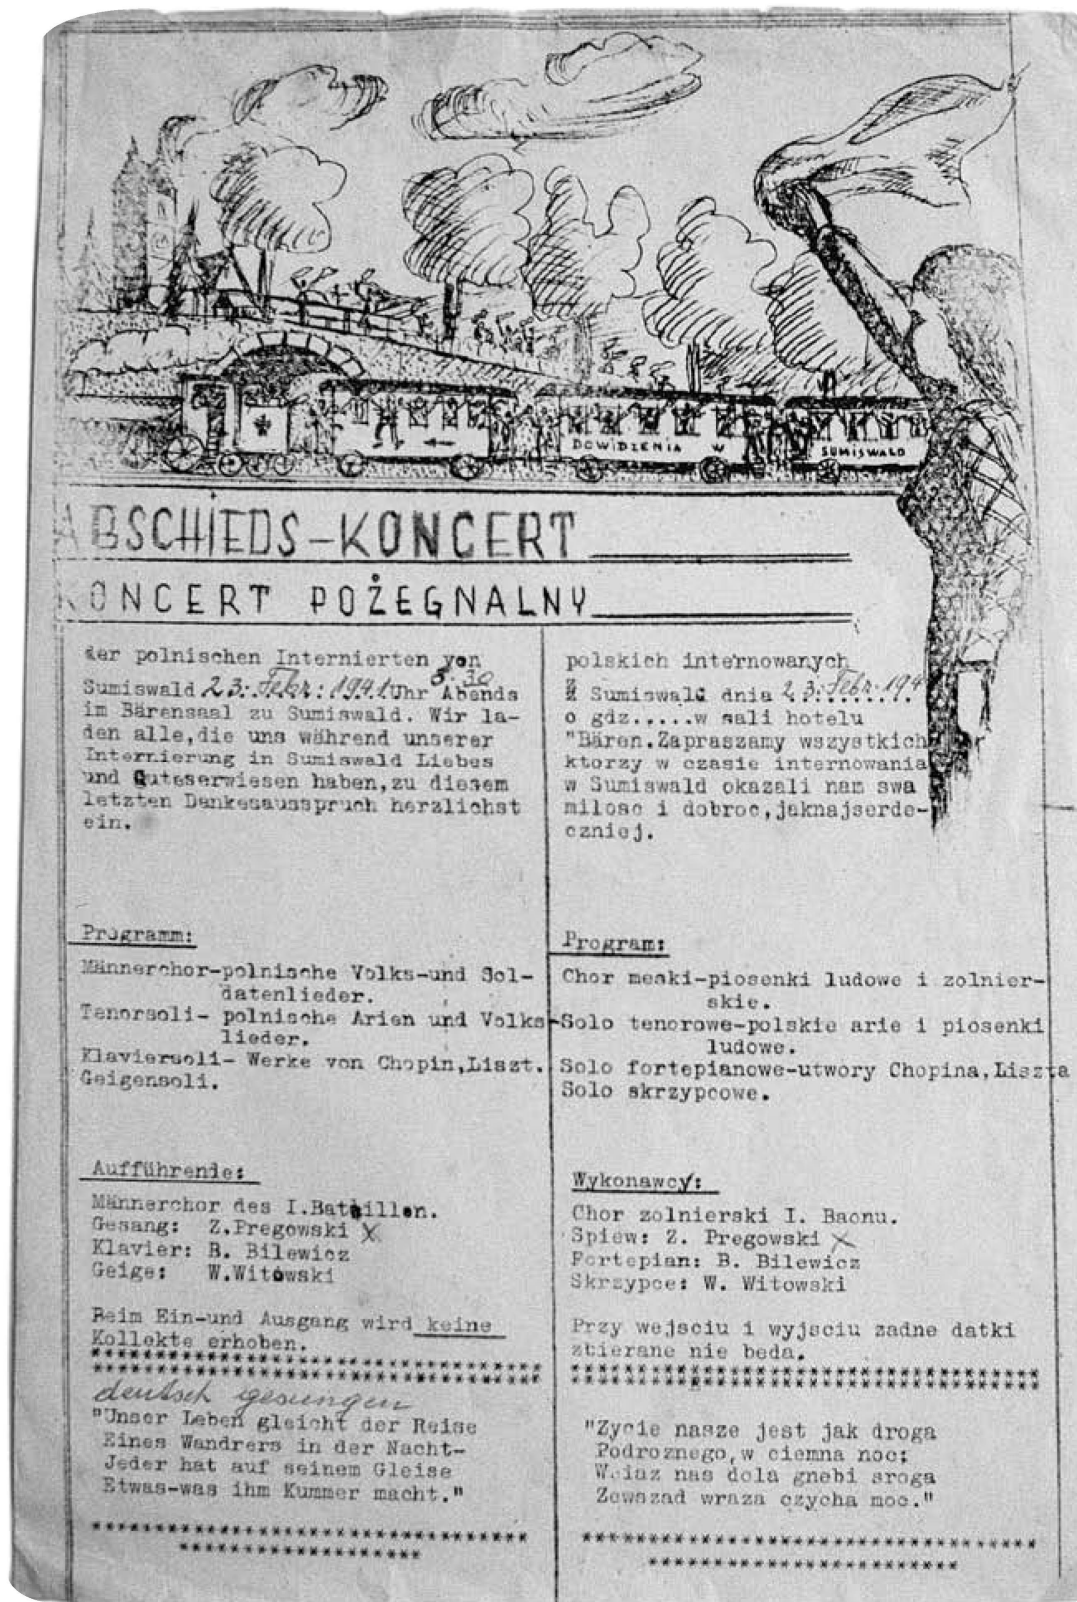 DOWIDZENIA W SUMISWALD
ABSCHIEDS-KONCERT
KONCERT POŻEGNALNY
der polnischen Internierten von
Sumiswald 23. Febr: 1941 Uhr 8.30 Abends
im Bärensaal zu Sumiswald. Wir la-
den alle,die uns während unserer
Internierung in Sumiswald Liebes
und Guteserwiesen haben,zu diesem
letzten Dankesausspruch herzlichst
ein.
Programm:
Männerchor-polnische Volks-und Sol-
datenlieder.
Tenorsoli- polnische Arien und Volks-
lieder.
Klaviersoli- Werke von Chopin,Liszt.
Geigensoli.
Aufführende:
Männerchor des I.Bataillon.
Gesang: Z.Pregowski X
Klavier: B. Bilewicz
Geige: W.Witowski
Beim Ein-und Ausgang wird keine
Kollekte erhoben.
************************************
************************************
deutsch gesungen
"Unser Leben gleicht der Reise
Eines Wandrers in der Nacht-
Jeder hat auf seinem Gleise
Etwas-was ihm Kummer macht."
***********************************
*******************
polskich internowanych
z Sumiswald dnia 23. Febr. 194
o gdz.....w sali hotelu
"Bären.Zapraszamy wszystkich
ktorzy w czasie internowania
w Sumiswald okazali nam swa
milosc i dobroc,jaknajserde-
czniej.
Program:
Chor meski-piosenki ludowe i zolnier-
skie.
Solo tenorowe-polskie arie i piosenki
ludowe.
Solo fortepianowe-utwory Chopina,Liszta
Solo skrzypcowe.
Wykonawcy:
Chor zolnierski I. Baonu.
Spiew: Z. Pregowski X
Fortepian: B. Bilewicz
Skrzypce: W. Witowski
Przy wejsciu i wyjsciu zadne datki
zbierane nie beda.
*************************************
*************************************
"Zycie nasze jest jak droga
Podroznego,w ciemna noc;
Wciaz nas dola gnebi sroga
Zewszad wraza czycha moc."
************************************
************************